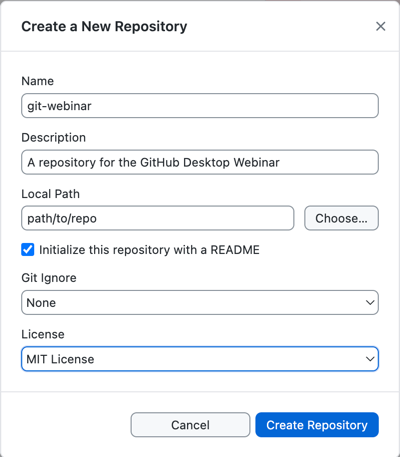 Create a New Repository
Name
git-webinar
Description
A repository for the GitHub Desktop Webinar
Local Path
path/to/repo
Choose...
Initialize this repository with a README
Git Ignore
None
License
MIT License
Cancel
Create Repository